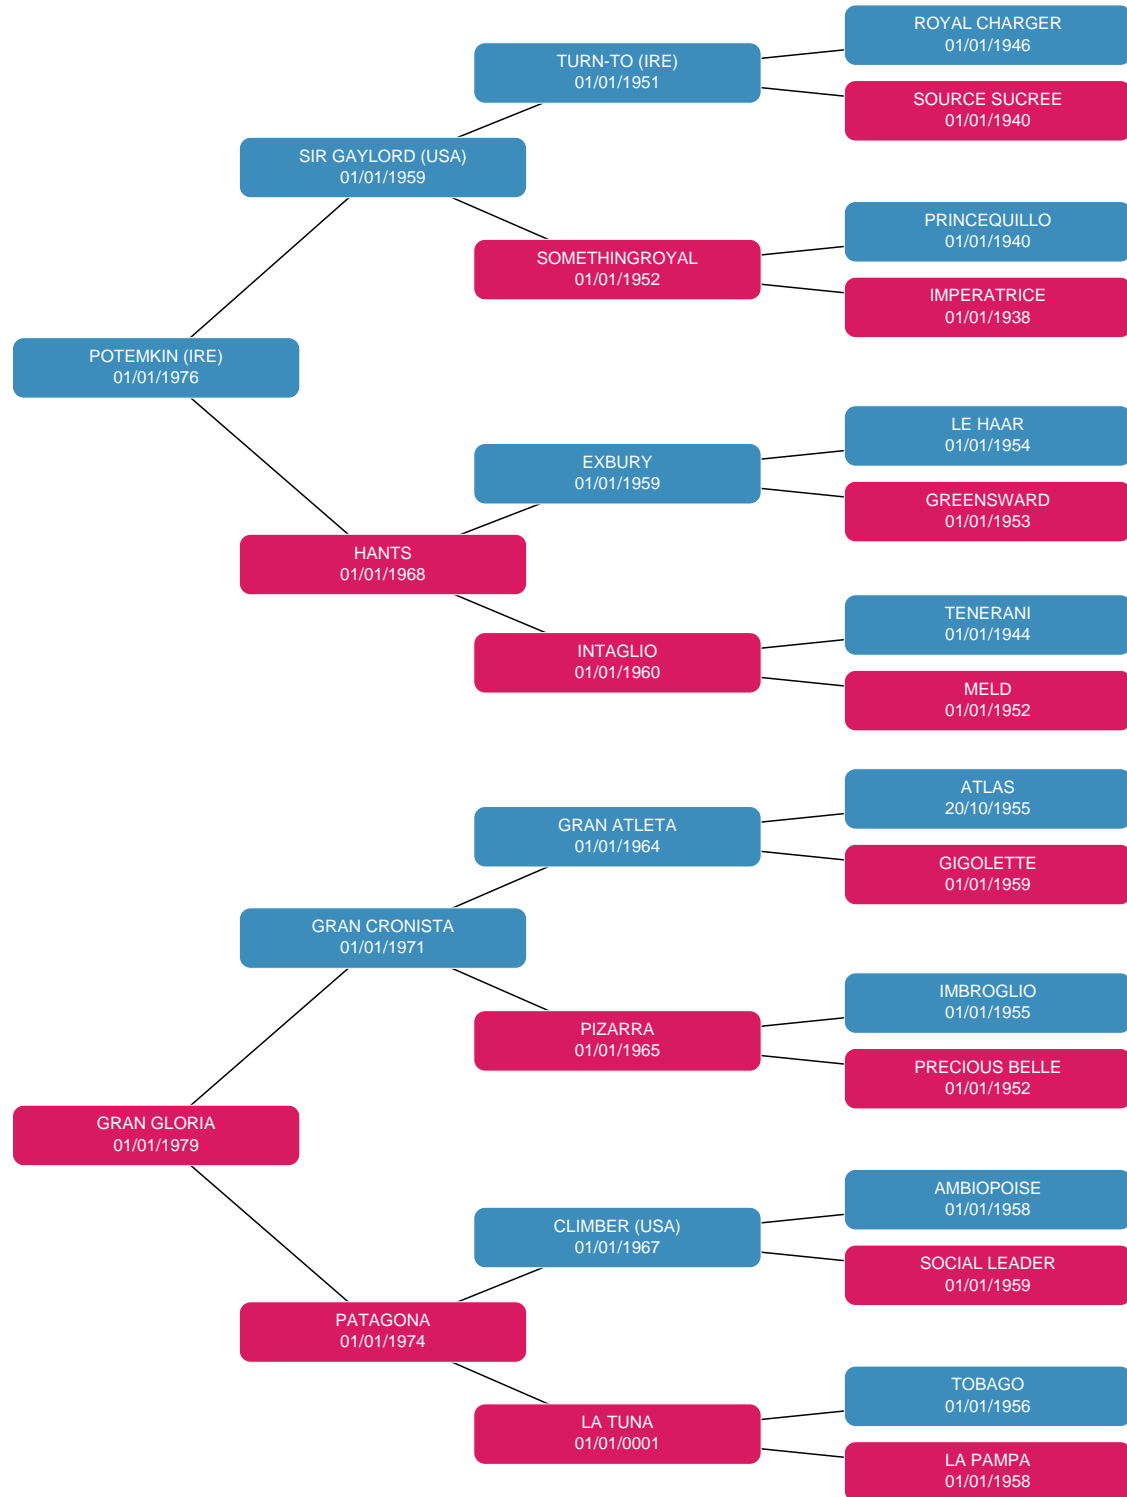 ROYAL CHARGER
01/01/1946
TURN-TO (IRE)
01/01/1951
SOURCE SUCREE
01/01/1940
SIR GAYLORD (USA)
01/01/1959
PRINCEQUILLO
01/01/1940
SOMETHINGROYAL
01/01/1952
IMPERATRICE
01/01/1938
POTEMKIN (IRE)
01/01/1976
LE HAAR
01/01/1954
EXBURY
01/01/1959
GREENSWARD
01/01/1953
HANTS
01/01/1968
TENERANI
01/01/1944
INTAGLIO
01/01/1960
MELD
01/01/1952
ATLAS
20/10/1955
GRAN ATLETA
01/01/1964
GIGOLETTE
01/01/1959
GRAN CRONISTA
01/01/1971
IMBROGLIO
01/01/1955
PIZARRA
01/01/1965
PRECIOUS BELLE
01/01/1952
GRAN GLORIA
01/01/1979
AMBIOPOISE
01/01/1958
CLIMBER (USA)
01/01/1967
SOCIAL LEADER
01/01/1959
PATAGONA
01/01/1974
TOBAGO
01/01/1956
LA TUNA
01/01/0001
LA PAMPA
01/01/1958